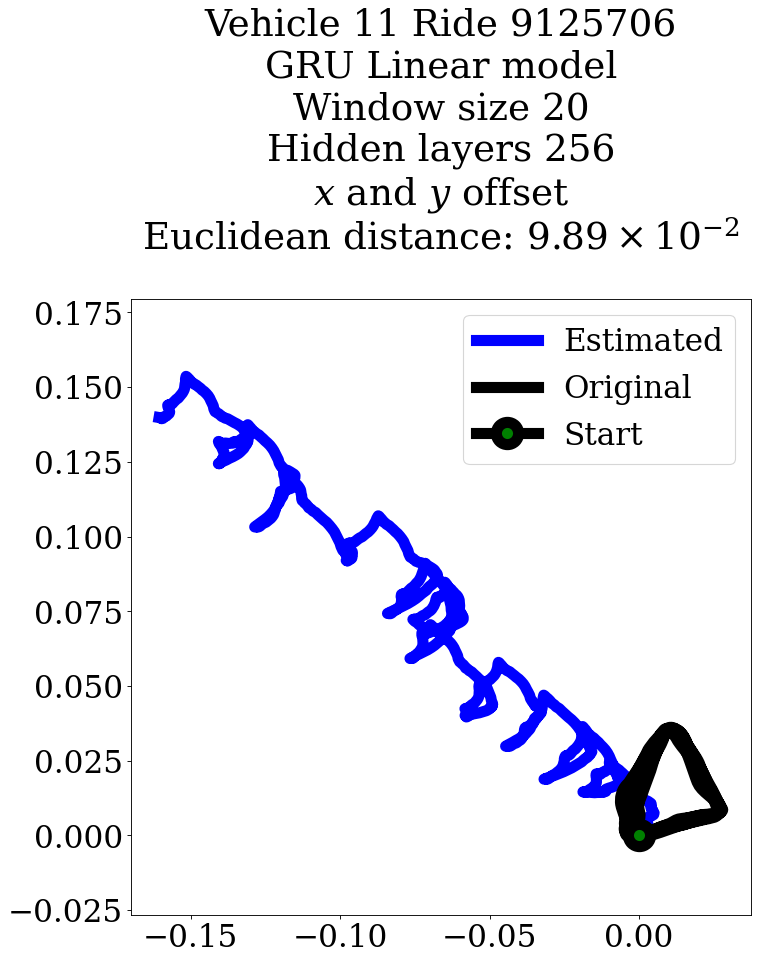 Vehicle 11 Ride 9125706
GRU Linear model
Window size 20
Hidden layers 256
x and y offset
Euclidean distance: 9.89 × 10⁻²
0.175
0.150
0.125
0.100
0.075
0.050
0.025
0.000
−0.025
Estimated
Original
Start
−0.15 −0.10 −0.05 0.00